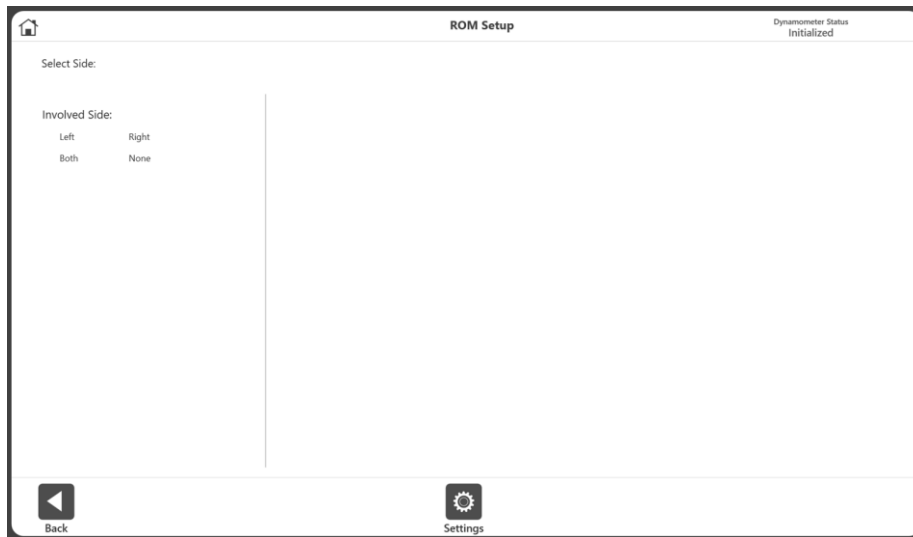 ROM Setup
Dynamometer Status
Initialized
Select Side:
Involved Side:
Left Right
Both None
Back
Settings